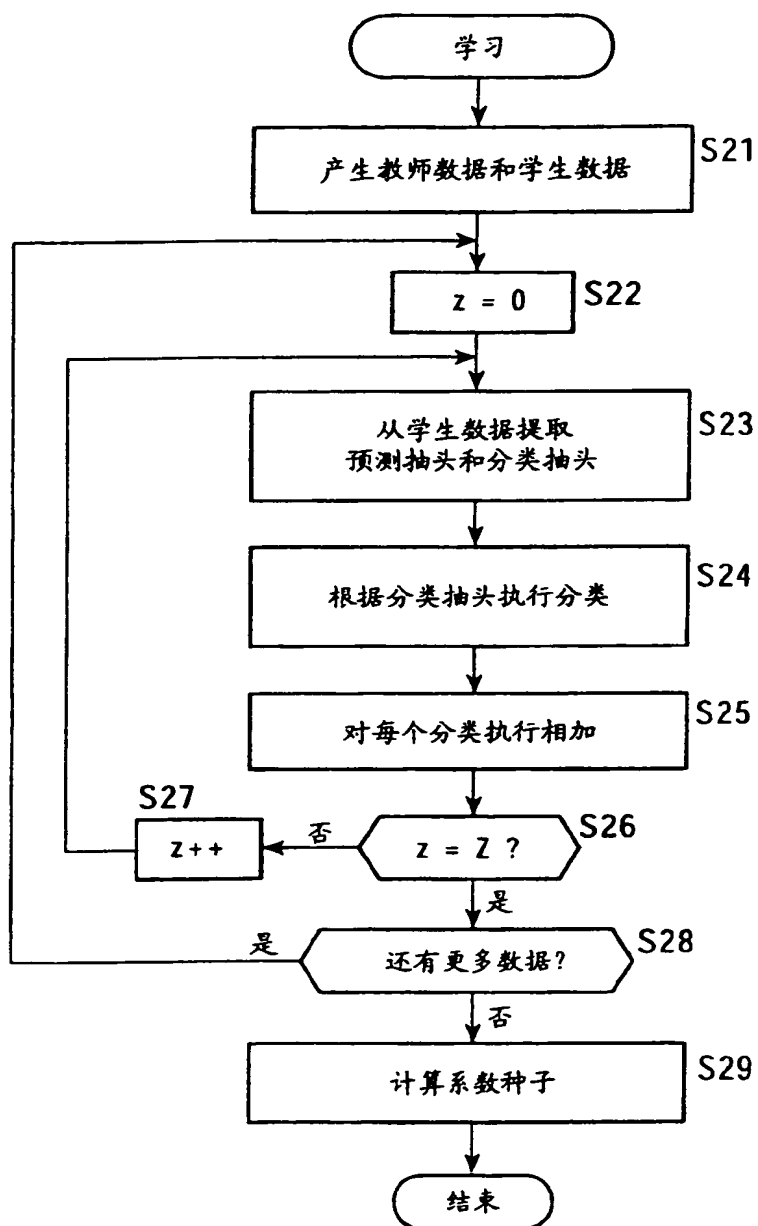 学习
S21
产生教师数据和学生数据
S22
z = 0
S23
从学生数据提取
预测抽头和分类抽头
S24
根据分类抽头执行分类
S25
对每个分类执行相加
S27
z++
否
S26
z = Z ?
是
是
S28
还有更多数据?
否
S29
计算系数种子
结束